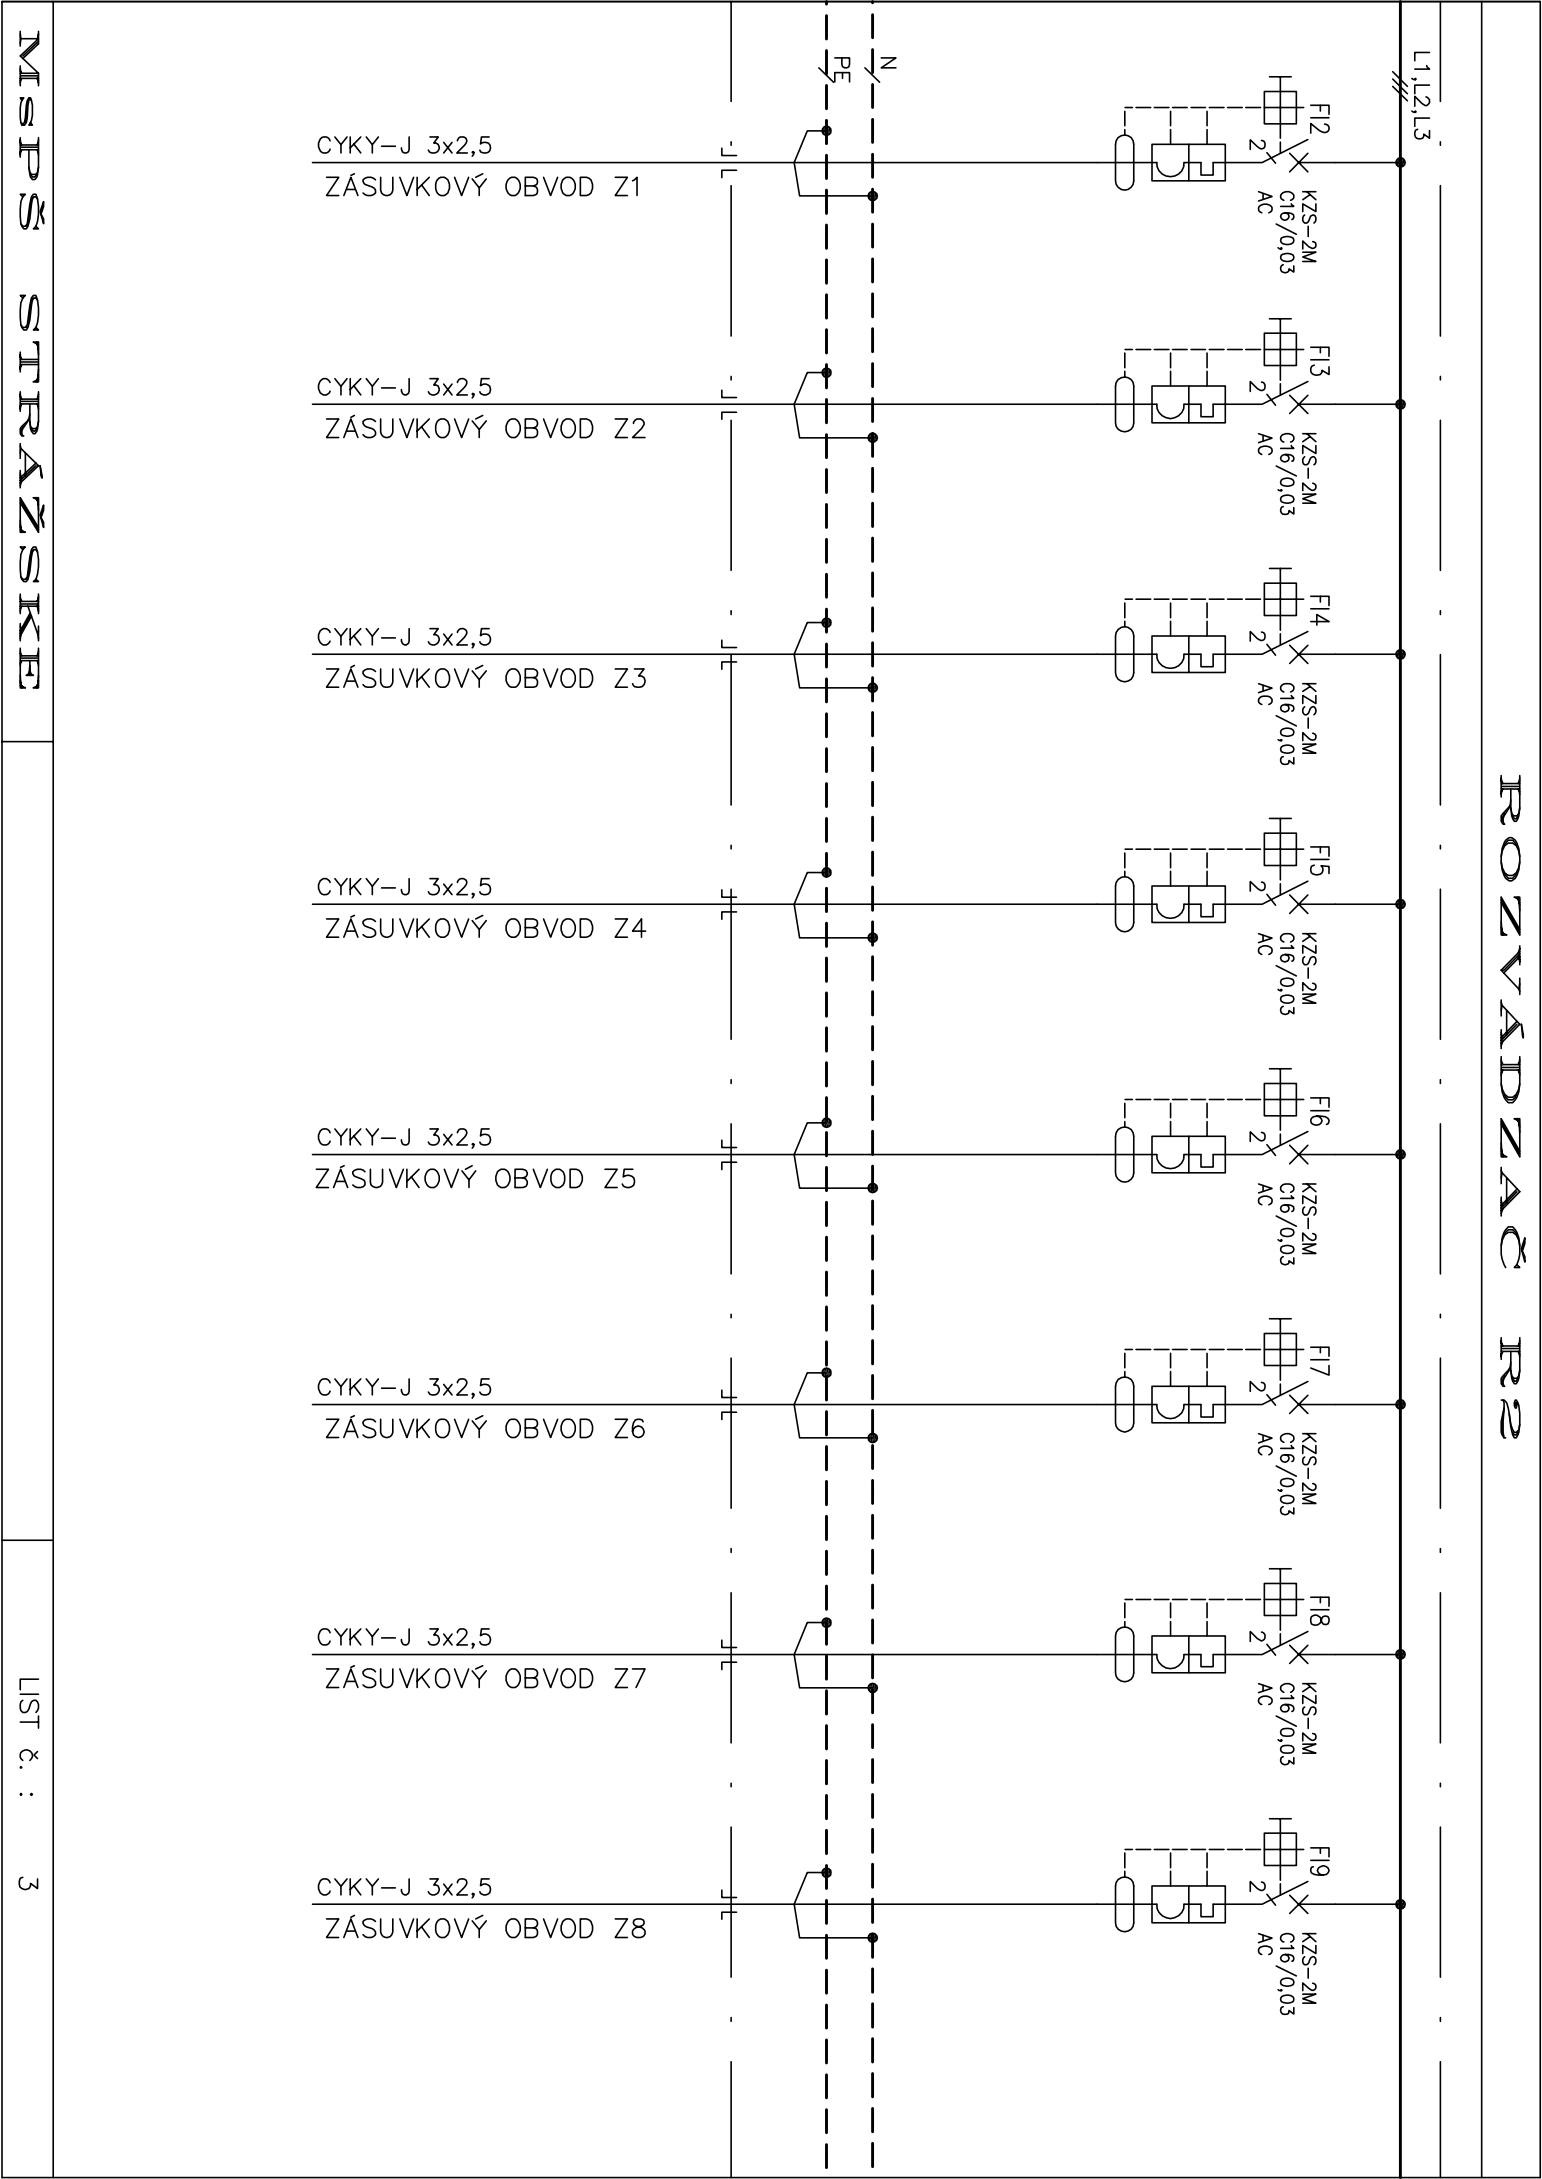 ROZVÁDZAČ R2
L1,L2,L3
N
PE
FI2
2
KZS-2M
C16/0,03
AC
CYKY-J 3x2,5
ZÁSUVKOVÝ OBVOD Z1
FI3
2
KZS-2M
C16/0,03
AC
CYKY-J 3x2,5
ZÁSUVKOVÝ OBVOD Z2
FI4
2
KZS-2M
C16/0,03
AC
CYKY-J 3x2,5
ZÁSUVKOVÝ OBVOD Z3
FI5
2
KZS-2M
C16/0,03
AC
CYKY-J 3x2,5
ZÁSUVKOVÝ OBVOD Z4
FI6
2
KZS-2M
C16/0,03
AC
CYKY-J 3x2,5
ZÁSUVKOVÝ OBVOD Z5
FI7
2
KZS-2M
C16/0,03
AC
CYKY-J 3x2,5
ZÁSUVKOVÝ OBVOD Z6
FI8
2
KZS-2M
C16/0,03
AC
CYKY-J 3x2,5
ZÁSUVKOVÝ OBVOD Z7
FI9
2
KZS-2M
C16/0,03
AC
CYKY-J 3x2,5
ZÁSUVKOVÝ OBVOD Z8
MSPŠ STRÁŽSKE
LIST č. : 3